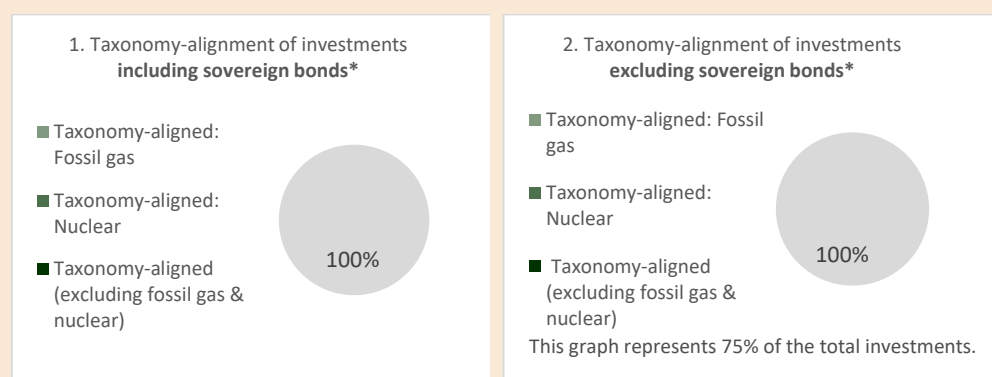 1. Taxonomy-alignment of investments
including sovereign bonds*
Taxonomy-aligned:
Fossil gas
Taxonomy-aligned:
Nuclear
Taxonomy-aligned
(excluding fossil gas &
nuclear)
100%
2. Taxonomy-alignment of investments
excluding sovereign bonds*
Taxonomy-aligned: Fossil
gas
Taxonomy-aligned:
Nuclear
Taxonomy-aligned
(excluding fossil gas &
nuclear)
100%
This graph represents 75% of the total investments.